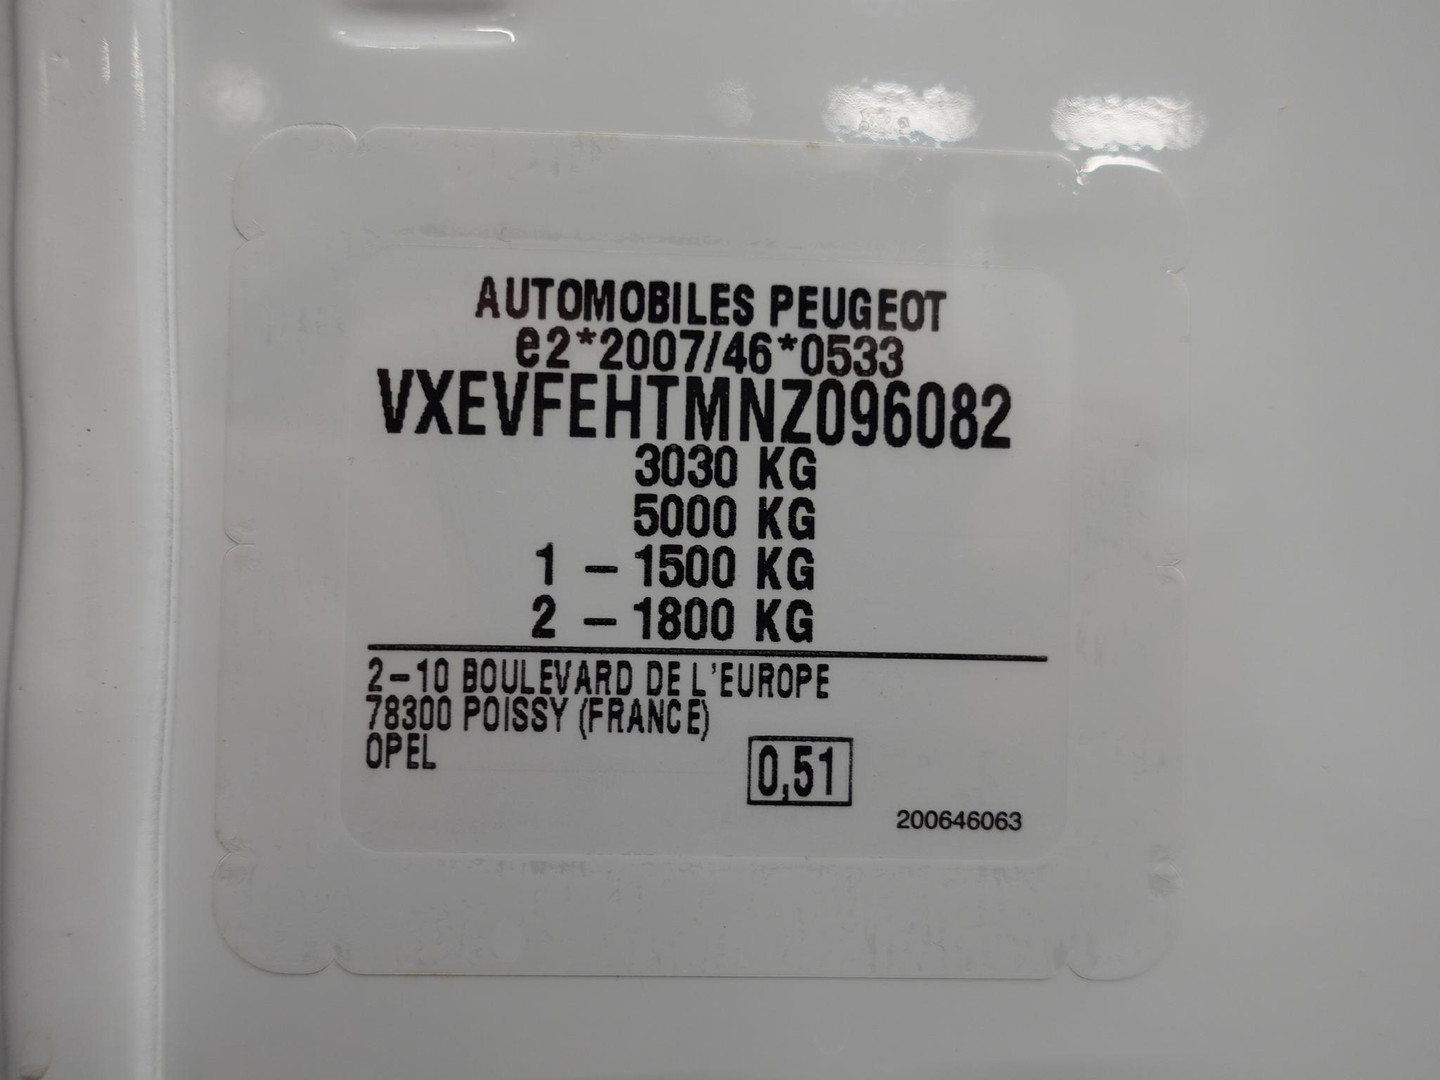 AUTOMOBILES PEUGEOT
e2*2007/46*0533
VXEVFEHTMNZ096082
3030 KG
5000 KG
1 – 1500 KG
2 – 1800 KG
2–10 BOULEVARD DE L'EUROPE
78300 POISSY (FRANCE)
OPEL
0,51
200646063